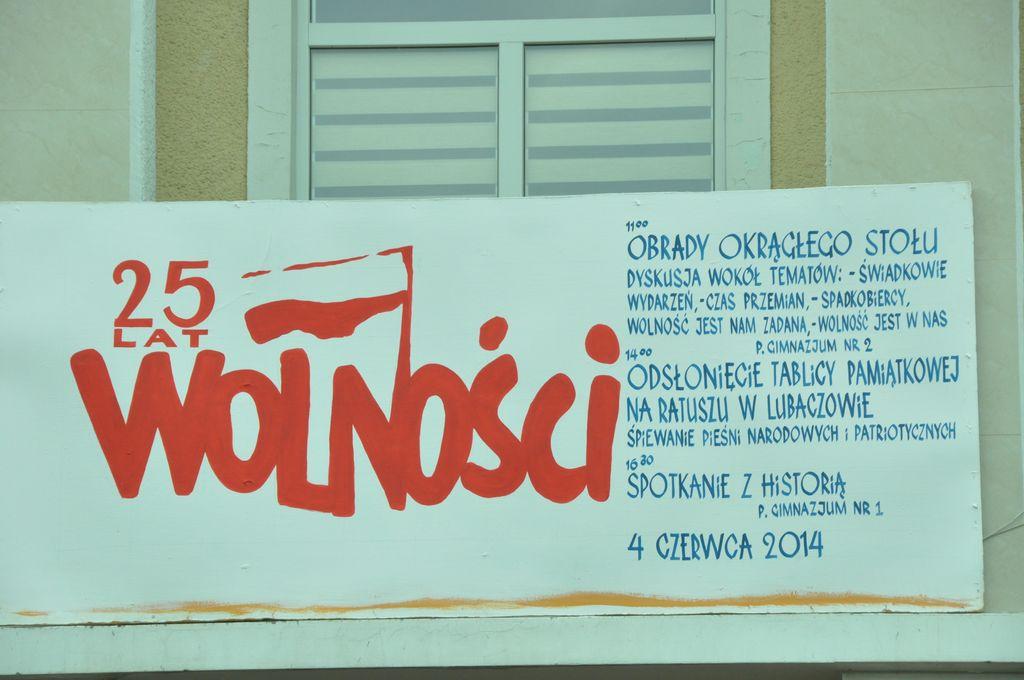 25
LAT
WOLNOŚCI
11⁰⁰
OBRADY OKRĄGŁEGO STOŁU
DYSKUSJA WOKÓŁ TEMATÓW: - ŚWIADKOWIE
WYDARZEŃ, - CZAS PRZEMIAN, - SPADKOBIERCY,
WOLNOŚĆ JEST NAM ZADANA, - WOLNOŚĆ JEST W NAS
P. GIMNAZJUM NR 2
14⁰⁰
ODSŁONIĘCIE TABLICY PAMIĄTKOWEJ
NA RATUSZU W LUBACZOWIE
ŚPIEWANIE PIEŚNI NARODOWYCH i PATRIOTYCZNYCH
16³⁰
SPOTKANIE Z HISTORIĄ
P. GIMNAZJUM NR 1
4 CZERWCA 2014